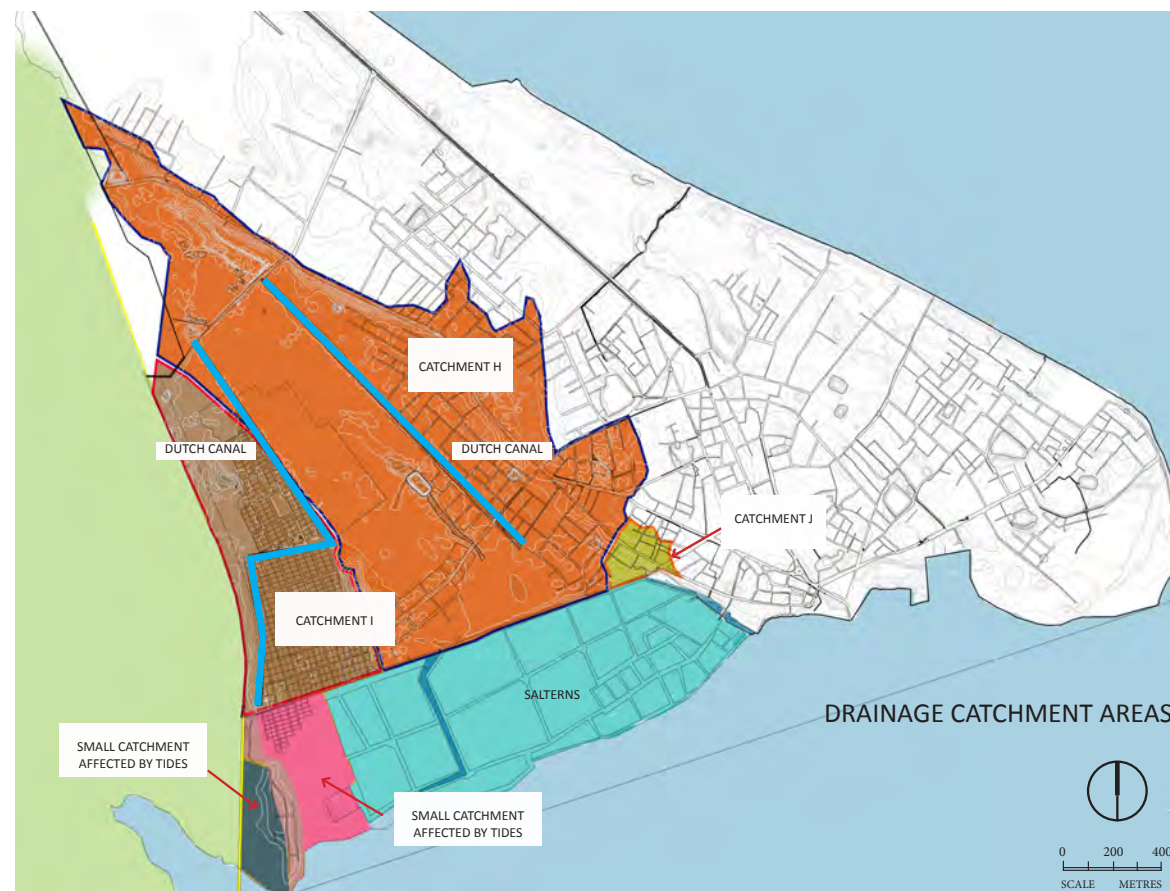 CATCHMENT H
DUTCH CANAL
DUTCH CANAL
CATCHMENT J
CATCHMENT I
SALTERNS
DRAINAGE CATCHMENT AREAS
SMALL CATCHMENT
AFFECTED BY TIDES
SMALL CATCHMENT
AFFECTED BY TIDES
0 200 400
SCALE METRES